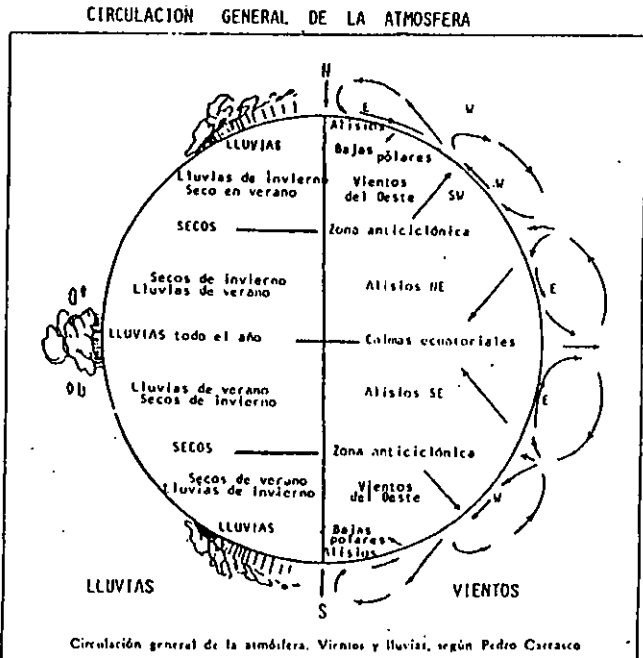 CIRCULACION GENERAL DE LA ATMOSFERA
N
E
W
Alisios
LLUVIAS
Bajas
pólares
Lluvias de invierno
Seco en verano
Vientos
del Oeste
SW
W
SECOS
Zona anticiclónica
Secos de invierno
Lluvias de verano
Alisios NE
E
LLUVIAS todo el año
Calmas ecuatoriales
Lluvias de verano
Secos de invierno
Alisios SE
E
SECOS
Zona anticiclónica
Secos de verano
Lluvias de Invierno
Vientos
del Oeste
W
LLUVIAS
Bajas
polares
Alisios
LLUVIAS
VIENTOS
S
Circulación general de la atmósfera. Vientos y lluvias, según Pedro Carrasco